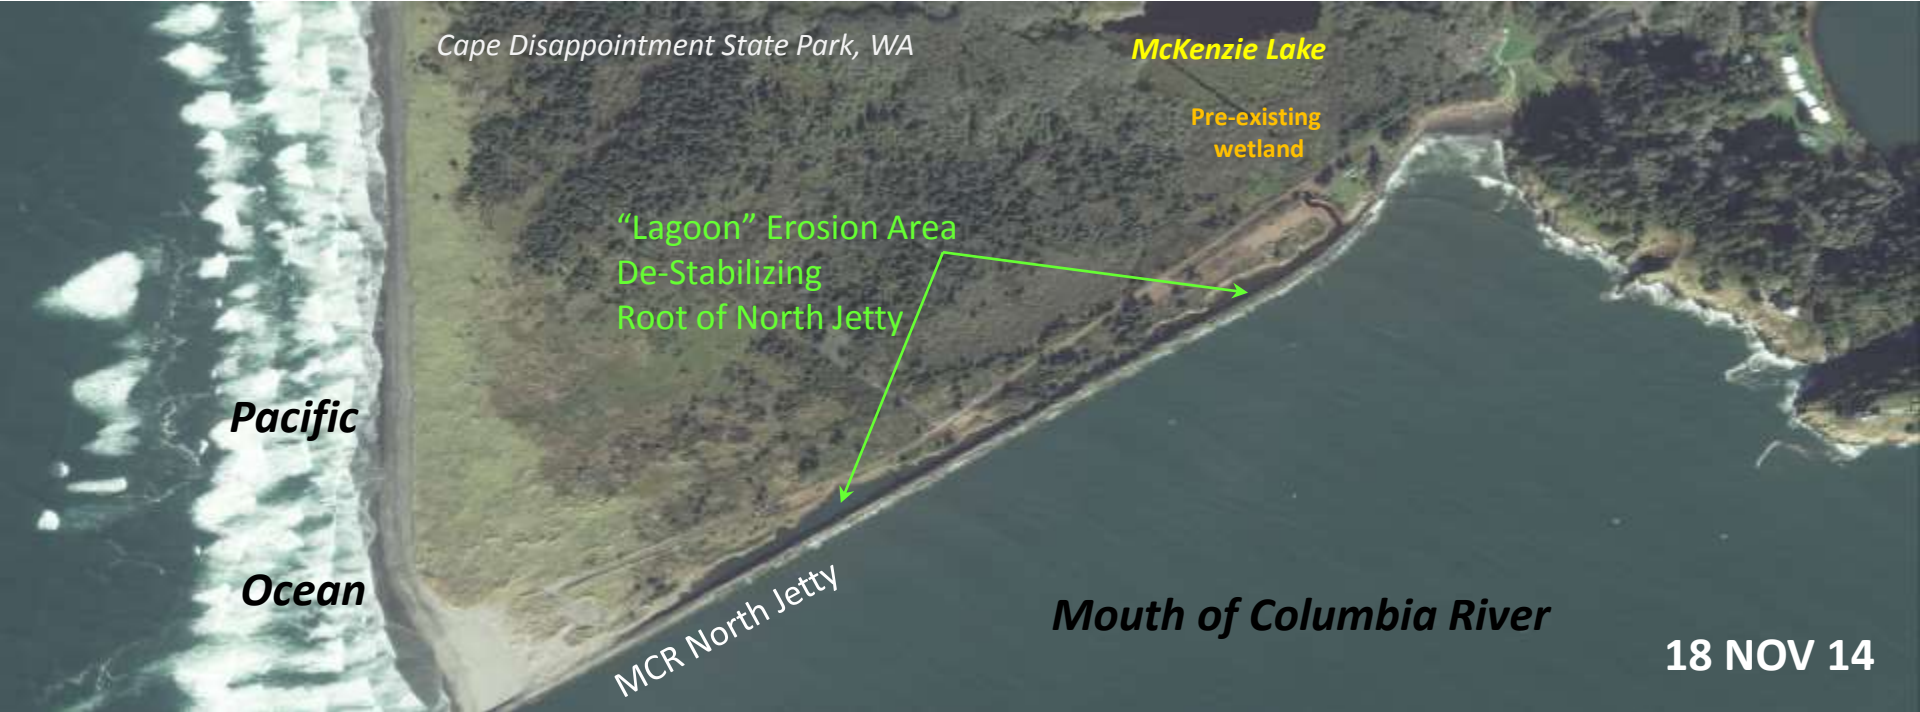 Cape Disappointment State Park, WA
McKenzie Lake
Pre-existing
wetland
“Lagoon” Erosion Area
De-Stabilizing
Root of North Jetty
Pacific
Ocean
MCR North Jetty
Mouth of Columbia River
18 NOV 14